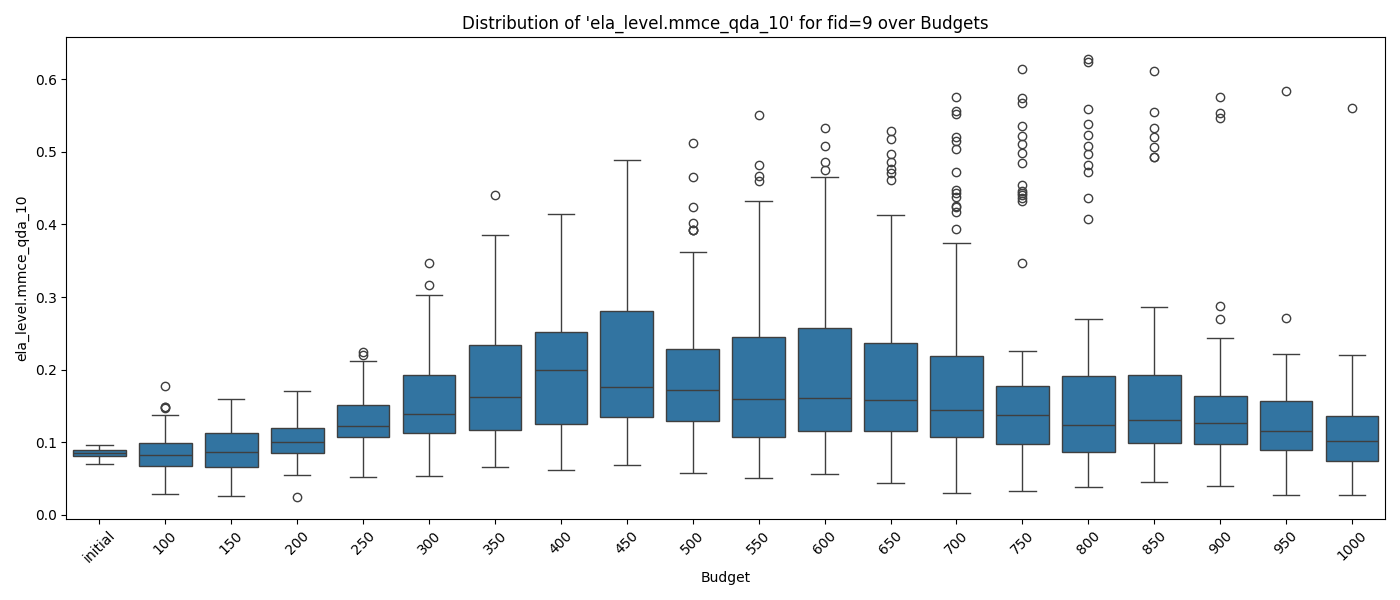 Distribution of 'ela_level.mmce_qda_10' for fid=9 over Budgets
ela_level.mmce_qda_10
0.6
0.5
0.4
0.3
0.2
0.1
0.0
initial 100 150 200 250 300 350 400 450 500 550 600 650 700 750 800 850 900 950 1000
Budget